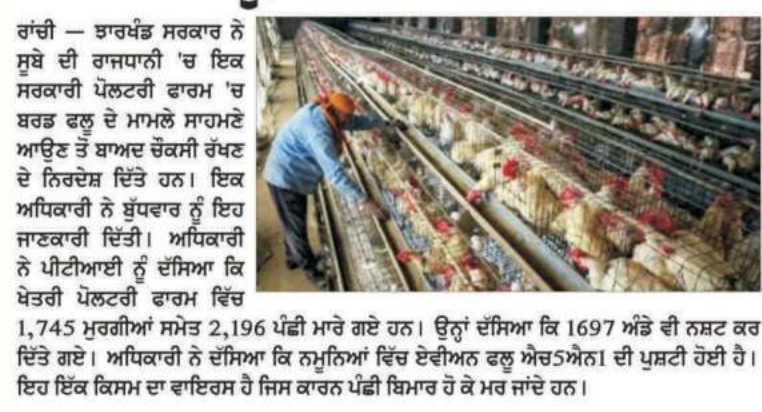 ਰਾਂਚੀ — ਝਾਰਖੰਡ ਸਰਕਾਰ ਨੇ
ਸੂਬੇ ਦੀ ਰਾਜਧਾਨੀ 'ਚ ਇਕ
ਸਰਕਾਰੀ ਪੋਲਟਰੀ ਫਾਰਮ 'ਚ
ਬਰਡ ਫਲੂ ਦੇ ਮਾਮਲੇ ਸਾਹਮਣੇ
ਆਉਣ ਤੋਂ ਬਾਅਦ ਚੌਕਸੀ ਰੱਖਣ
ਦੇ ਨਿਰਦੇਸ਼ ਦਿੱਤੇ ਹਨ। ਇਕ
ਅਧਿਕਾਰੀ ਨੇ ਬੁੱਧਵਾਰ ਨੂੰ ਇਹ
ਜਾਣਕਾਰੀ ਦਿੱਤੀ। ਅਧਿਕਾਰੀ
ਨੇ ਪੀਟੀਆਈ ਨੂੰ ਦੱਸਿਆ ਕਿ
ਖੇਤਰੀ ਪੋਲਟਰੀ ਫਾਰਮ ਵਿੱਚ
1,745 ਮੁਰਗੀਆਂ ਸਮੇਤ 2,196 ਪੰਛੀ ਮਾਰੇ ਗਏ ਹਨ। ਉਨ੍ਹਾਂ ਦੱਸਿਆ ਕਿ 1697 ਅੰਡੇ ਵੀ ਨਸ਼ਟ ਕਰ
ਦਿੱਤੇ ਗਏ। ਅਧਿਕਾਰੀ ਨੇ ਦੱਸਿਆ ਕਿ ਨਮੂਨਿਆਂ ਵਿੱਚ ਏਵੀਅਨ ਫਲੂ ਐਚ5ਐਨ1 ਦੀ ਪੁਸ਼ਟੀ ਹੋਈ ਹੈ।
ਇਹ ਇੱਕ ਕਿਸਮ ਦਾ ਵਾਇਰਸ ਹੈ ਜਿਸ ਕਾਰਨ ਪੰਛੀ ਬਿਮਾਰ ਹੋ ਕੇ ਮਰ ਜਾਂਦੇ ਹਨ।